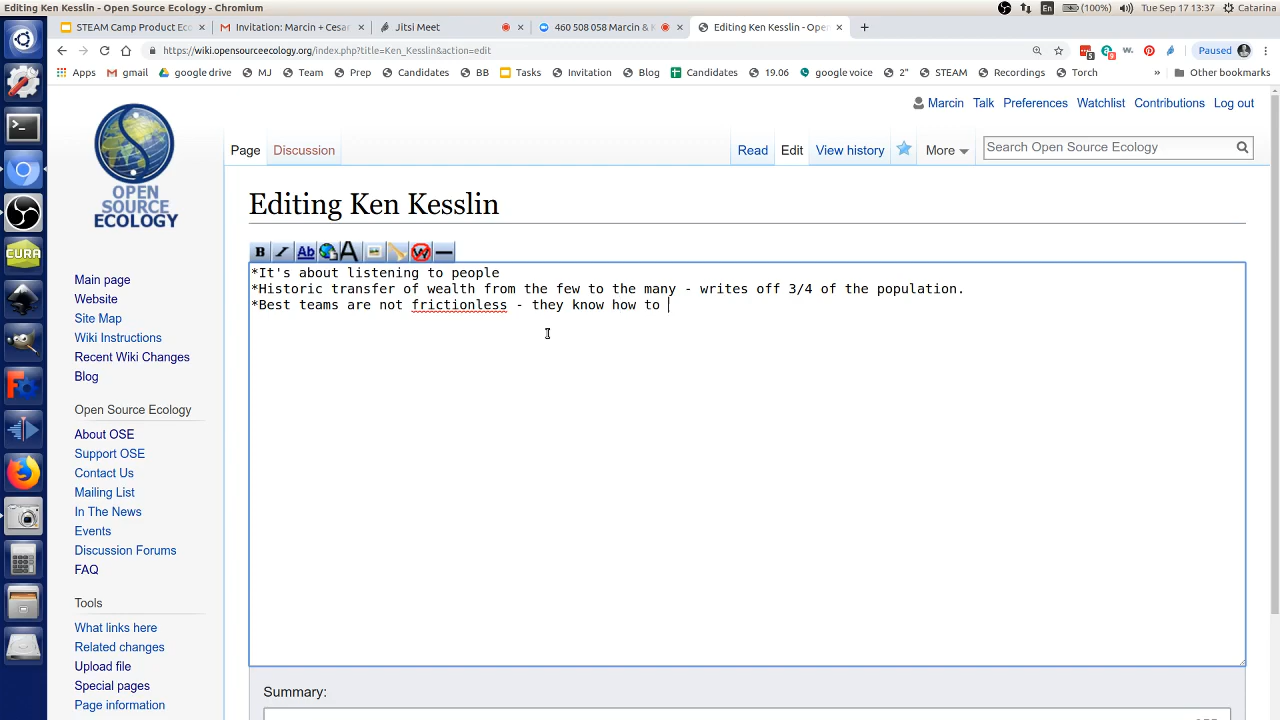 Editing Ken Kesslin - Open Source Ecology - Chromium
En (100%) Tue Sep 17 13:37 Catarina
STEAM Camp Product Ec Invitation: Marcin + Cesar Jitsi Meet 460 508 058 Marcin & Editing Ken Kesslin - Op
https://wiki.opensourceecology.org/index.php?title=Ken_Kesslin&action=edit
5 9 W. Paused
Apps gmail google drive MJ Team Prep Candidates BB Tasks Invitation Blog Candidates 19.06 google voice 2" STEAM Recordings Torch » Other bookmarks
Marcin Talk Preferences Watchlist Contributions Log out
Page Discussion Read Edit View history More Search Open Source Ecology
OPEN
SOURCE
ECOLOGY
CURA
Editing Ken Kesslin
B I Ab A W
*It's about listening to people
*Historic transfer of wealth from the few to the many - writes off 3/4 of the population.
*Best teams are not frictionless - they know how to
Main page
Website
Site Map
Wiki Instructions
Recent Wiki Changes
Blog
Open Source Ecology
About OSE
Support OSE
Contact Us
Mailing List
In The News
Events
Discussion Forums
FAQ
Tools
What links here
Related changes
Upload file
Special pages
Page information
Summary: